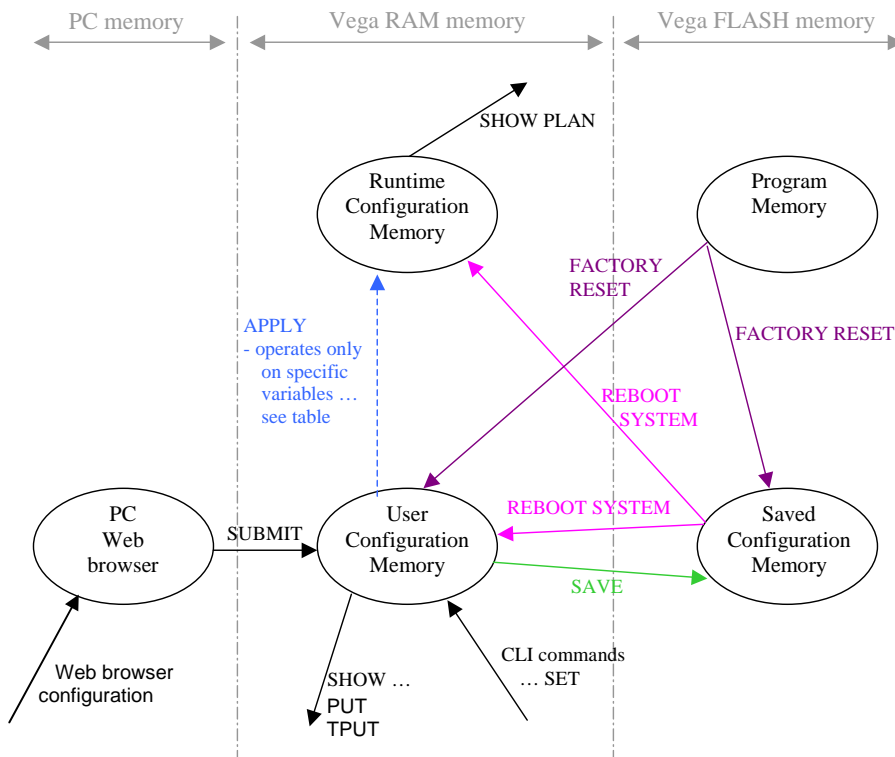 PC memory
Vega RAM memory
Vega FLASH memory
SHOW PLAN
Runtime
Configuration
Memory
Program
Memory
FACTORY
RESET
FACTORY RESET
APPLY
- operates only
on specific
variables …
see table
REBOOT
SYSTEM
PC
Web
browser
SUBMIT
User
Configuration
Memory
REBOOT SYSTEM
Saved
Configuration
Memory
SAVE
Web browser
configuration
SHOW …
PUT
TPUT
CLI commands
… SET